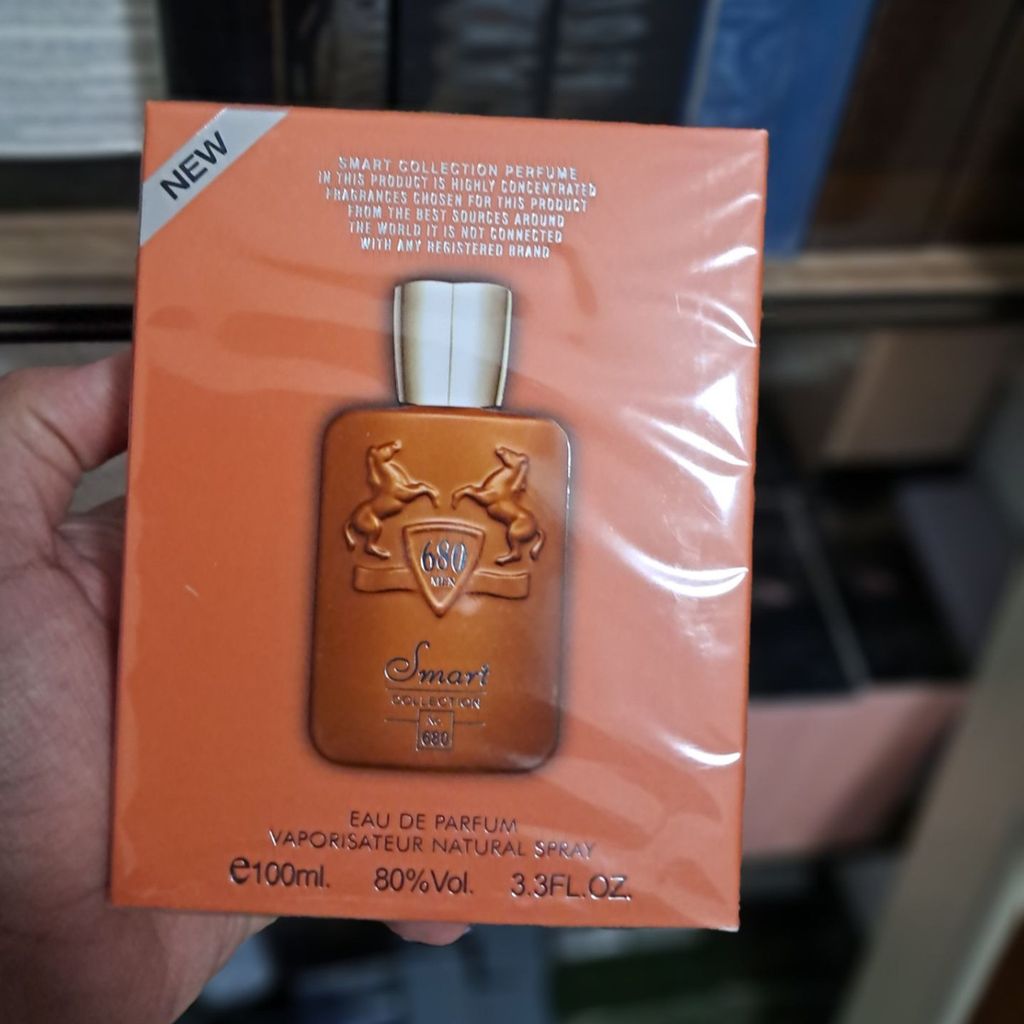 NEW
SMART COLLECTION PERFUME
IN THIS PRODUCT IS HIGHLY CONCENTRATED
FRAGRANCES CHOSEN FOR THIS PRODUCT
FROM THE BEST SOURCES AROUND
THE WORLD IT IS NOT CONNECTED
WITH ANY REGISTERED BRAND
680
MEN
Smart
COLLECTION
No.
680
EAU DE PARFUM
VAPORISATEUR NATURAL SPRAY
e100ml. 80%Vol. 3.3FL.OZ.